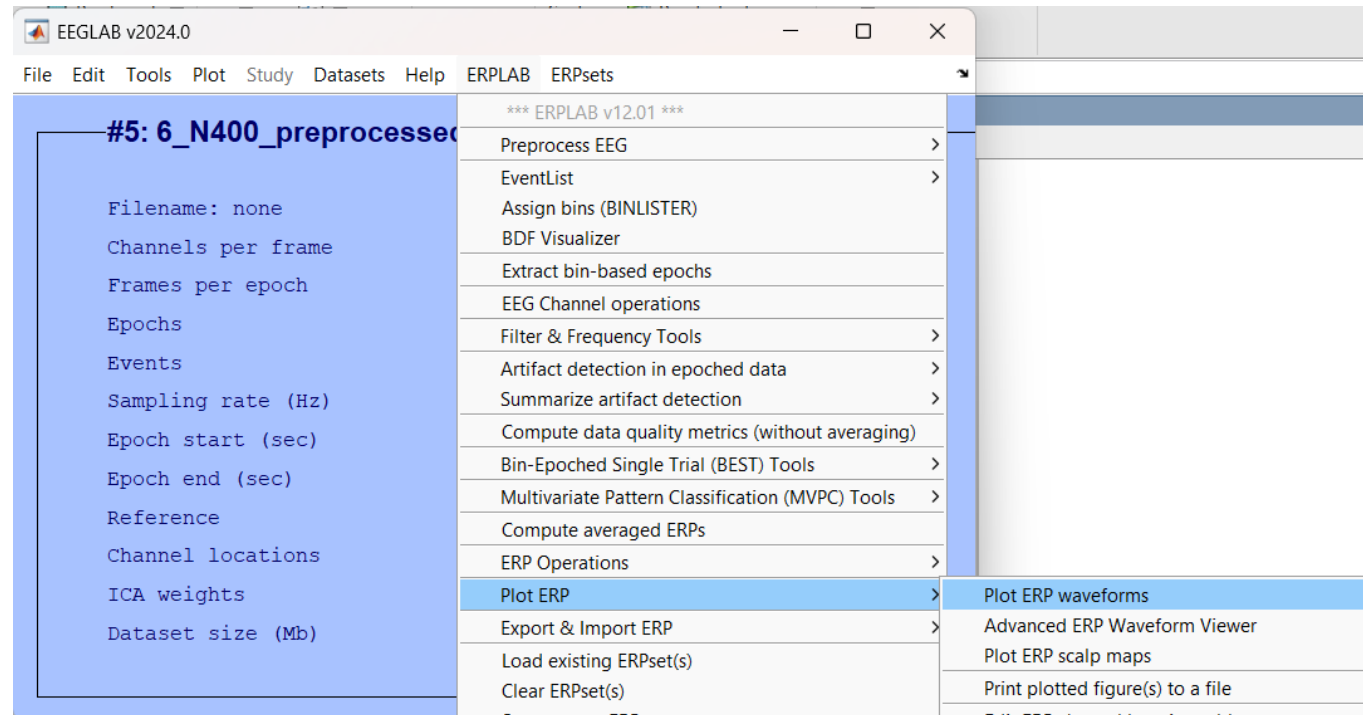 EEGLAB v2024.0
File Edit Tools Plot Study Datasets Help ERPLAB ERPsets
#5: 6_N400_preprocessed
Filename: none
Channels per frame
Frames per epoch
Epochs
Events
Sampling rate (Hz)
Epoch start (sec)
Epoch end (sec)
Reference
Channel locations
ICA weights
Dataset size (Mb)
*** ERPLAB v12.01 ***
Preprocess EEG
EventList
Assign bins (BINLISTER)
BDF Visualizer
Extract bin-based epochs
EEG Channel operations
Filter & Frequency Tools
Artifact detection in epoched data
Summarize artifact detection
Compute data quality metrics (without averaging)
Bin-Epoched Single Trial (BEST) Tools
Multivariate Pattern Classification (MVPC) Tools
Compute averaged ERPs
ERP Operations
Plot ERP
Export & Import ERP
Load existing ERPset(s)
Clear ERPset(s)
Plot ERP waveforms
Advanced ERP Waveform Viewer
Plot ERP scalp maps
Print plotted figure(s) to a file